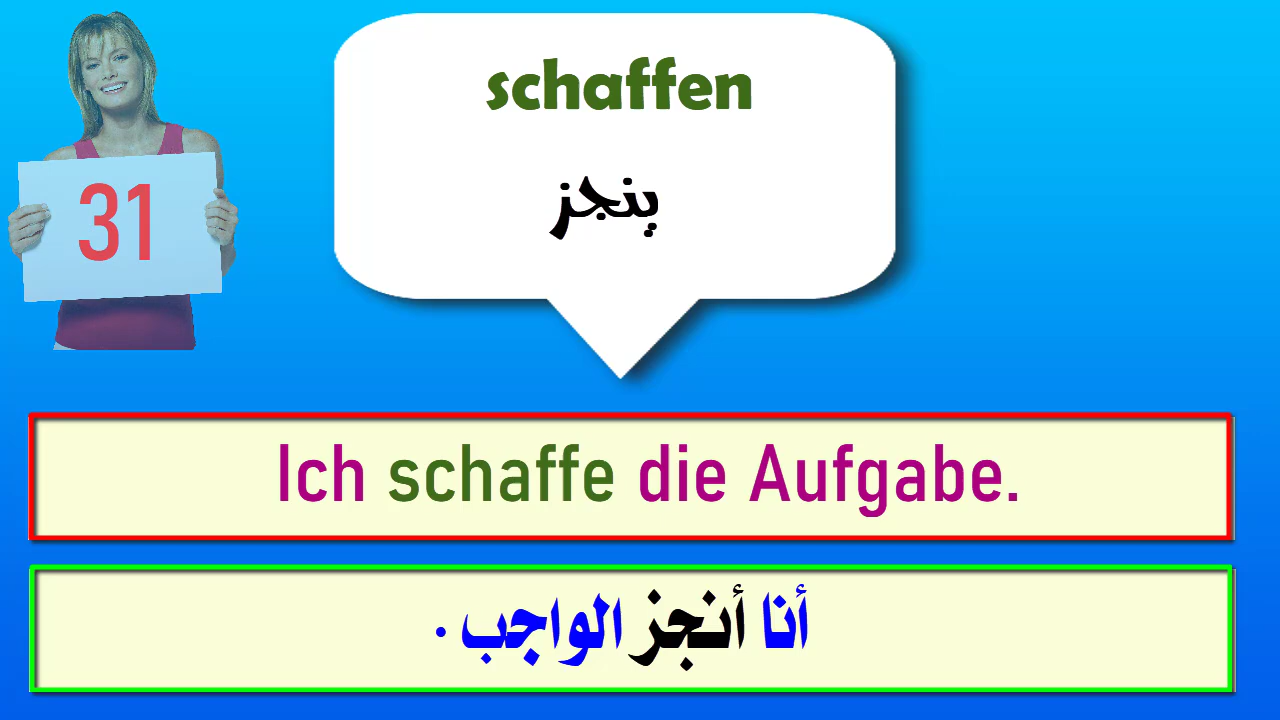 schaffen
ينجز
31
Ich schaffe die Aufgabe.
أنا أنجز الواجب .